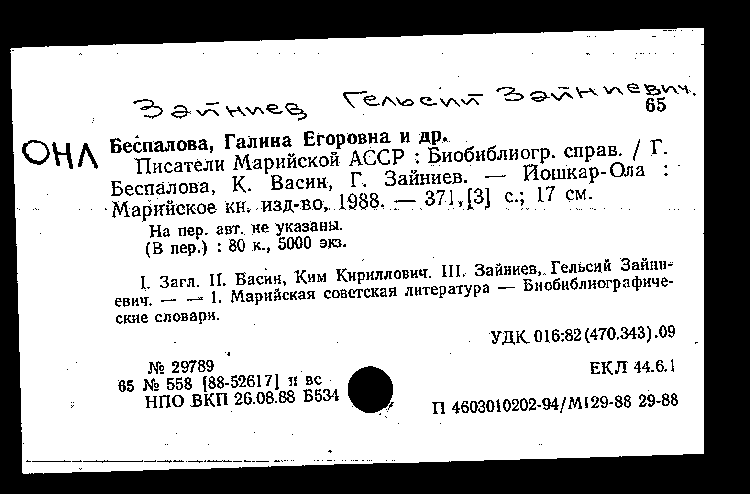 Зайниев Гельсий Зайниевич.
65
ОНЛ
Беспалова, Галина Егоровна и др.
Писатели Марийской АССР : Биобиблиогр. справ. / Г.
Беспалова, К. Васин, Г. Зайниев. — Йошкар-Ола :
Марийское кн. изд-во, 1988. — 371, [3] с.; 17 см.
На пер. авт. не указаны.
(В пер.) : 80 к., 5000 экз.
I. Загл. II. Васин, Ким Кириллович. III. Зайниев, Гельсий Зайни-
евич. — — 1. Марийская советская литература — Биобиблиографиче-
ские словари.
УДК 016:82(470.343).09
№ 29789
ЕКЛ 44.6.1
65 № 558 [88-52617] п вс
НПО ВКП 26.08.88 Б534
П 4603010202-94/М129-88 29-88